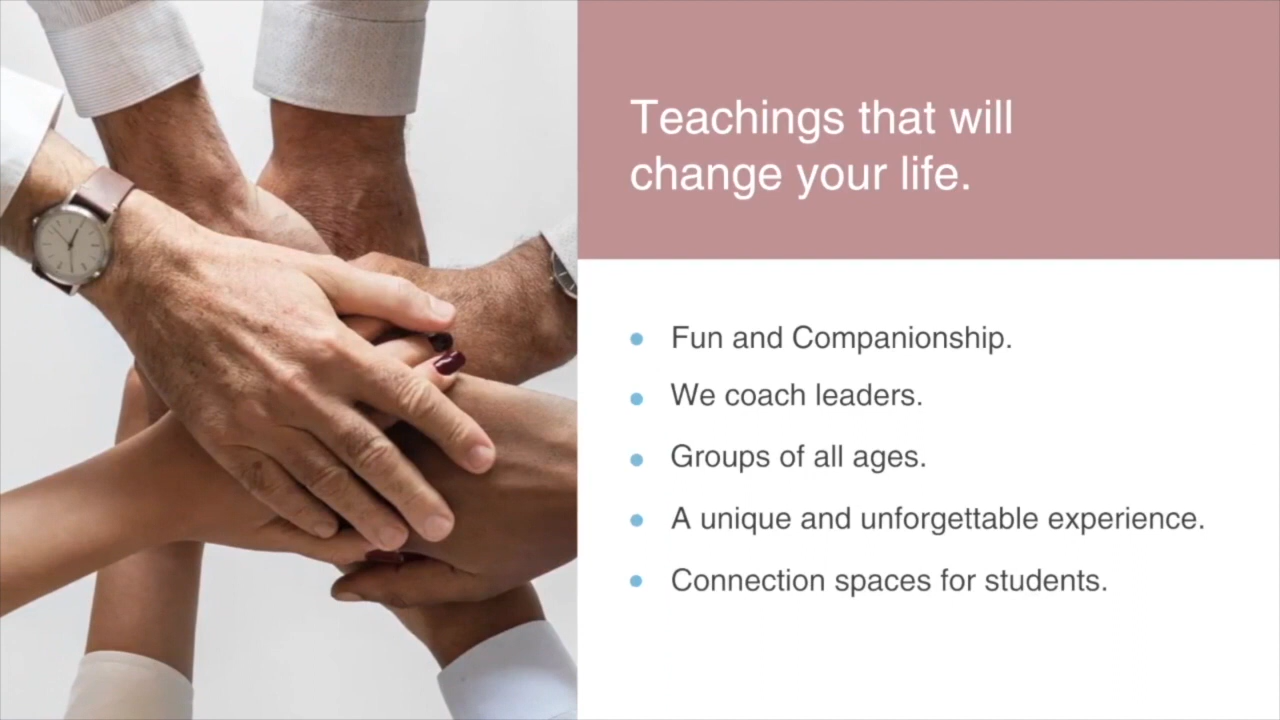 Teachings that will
change your life.
Fun and Companionship.
We coach leaders.
Groups of all ages.
A unique and unforgettable experience.
Connection spaces for students.